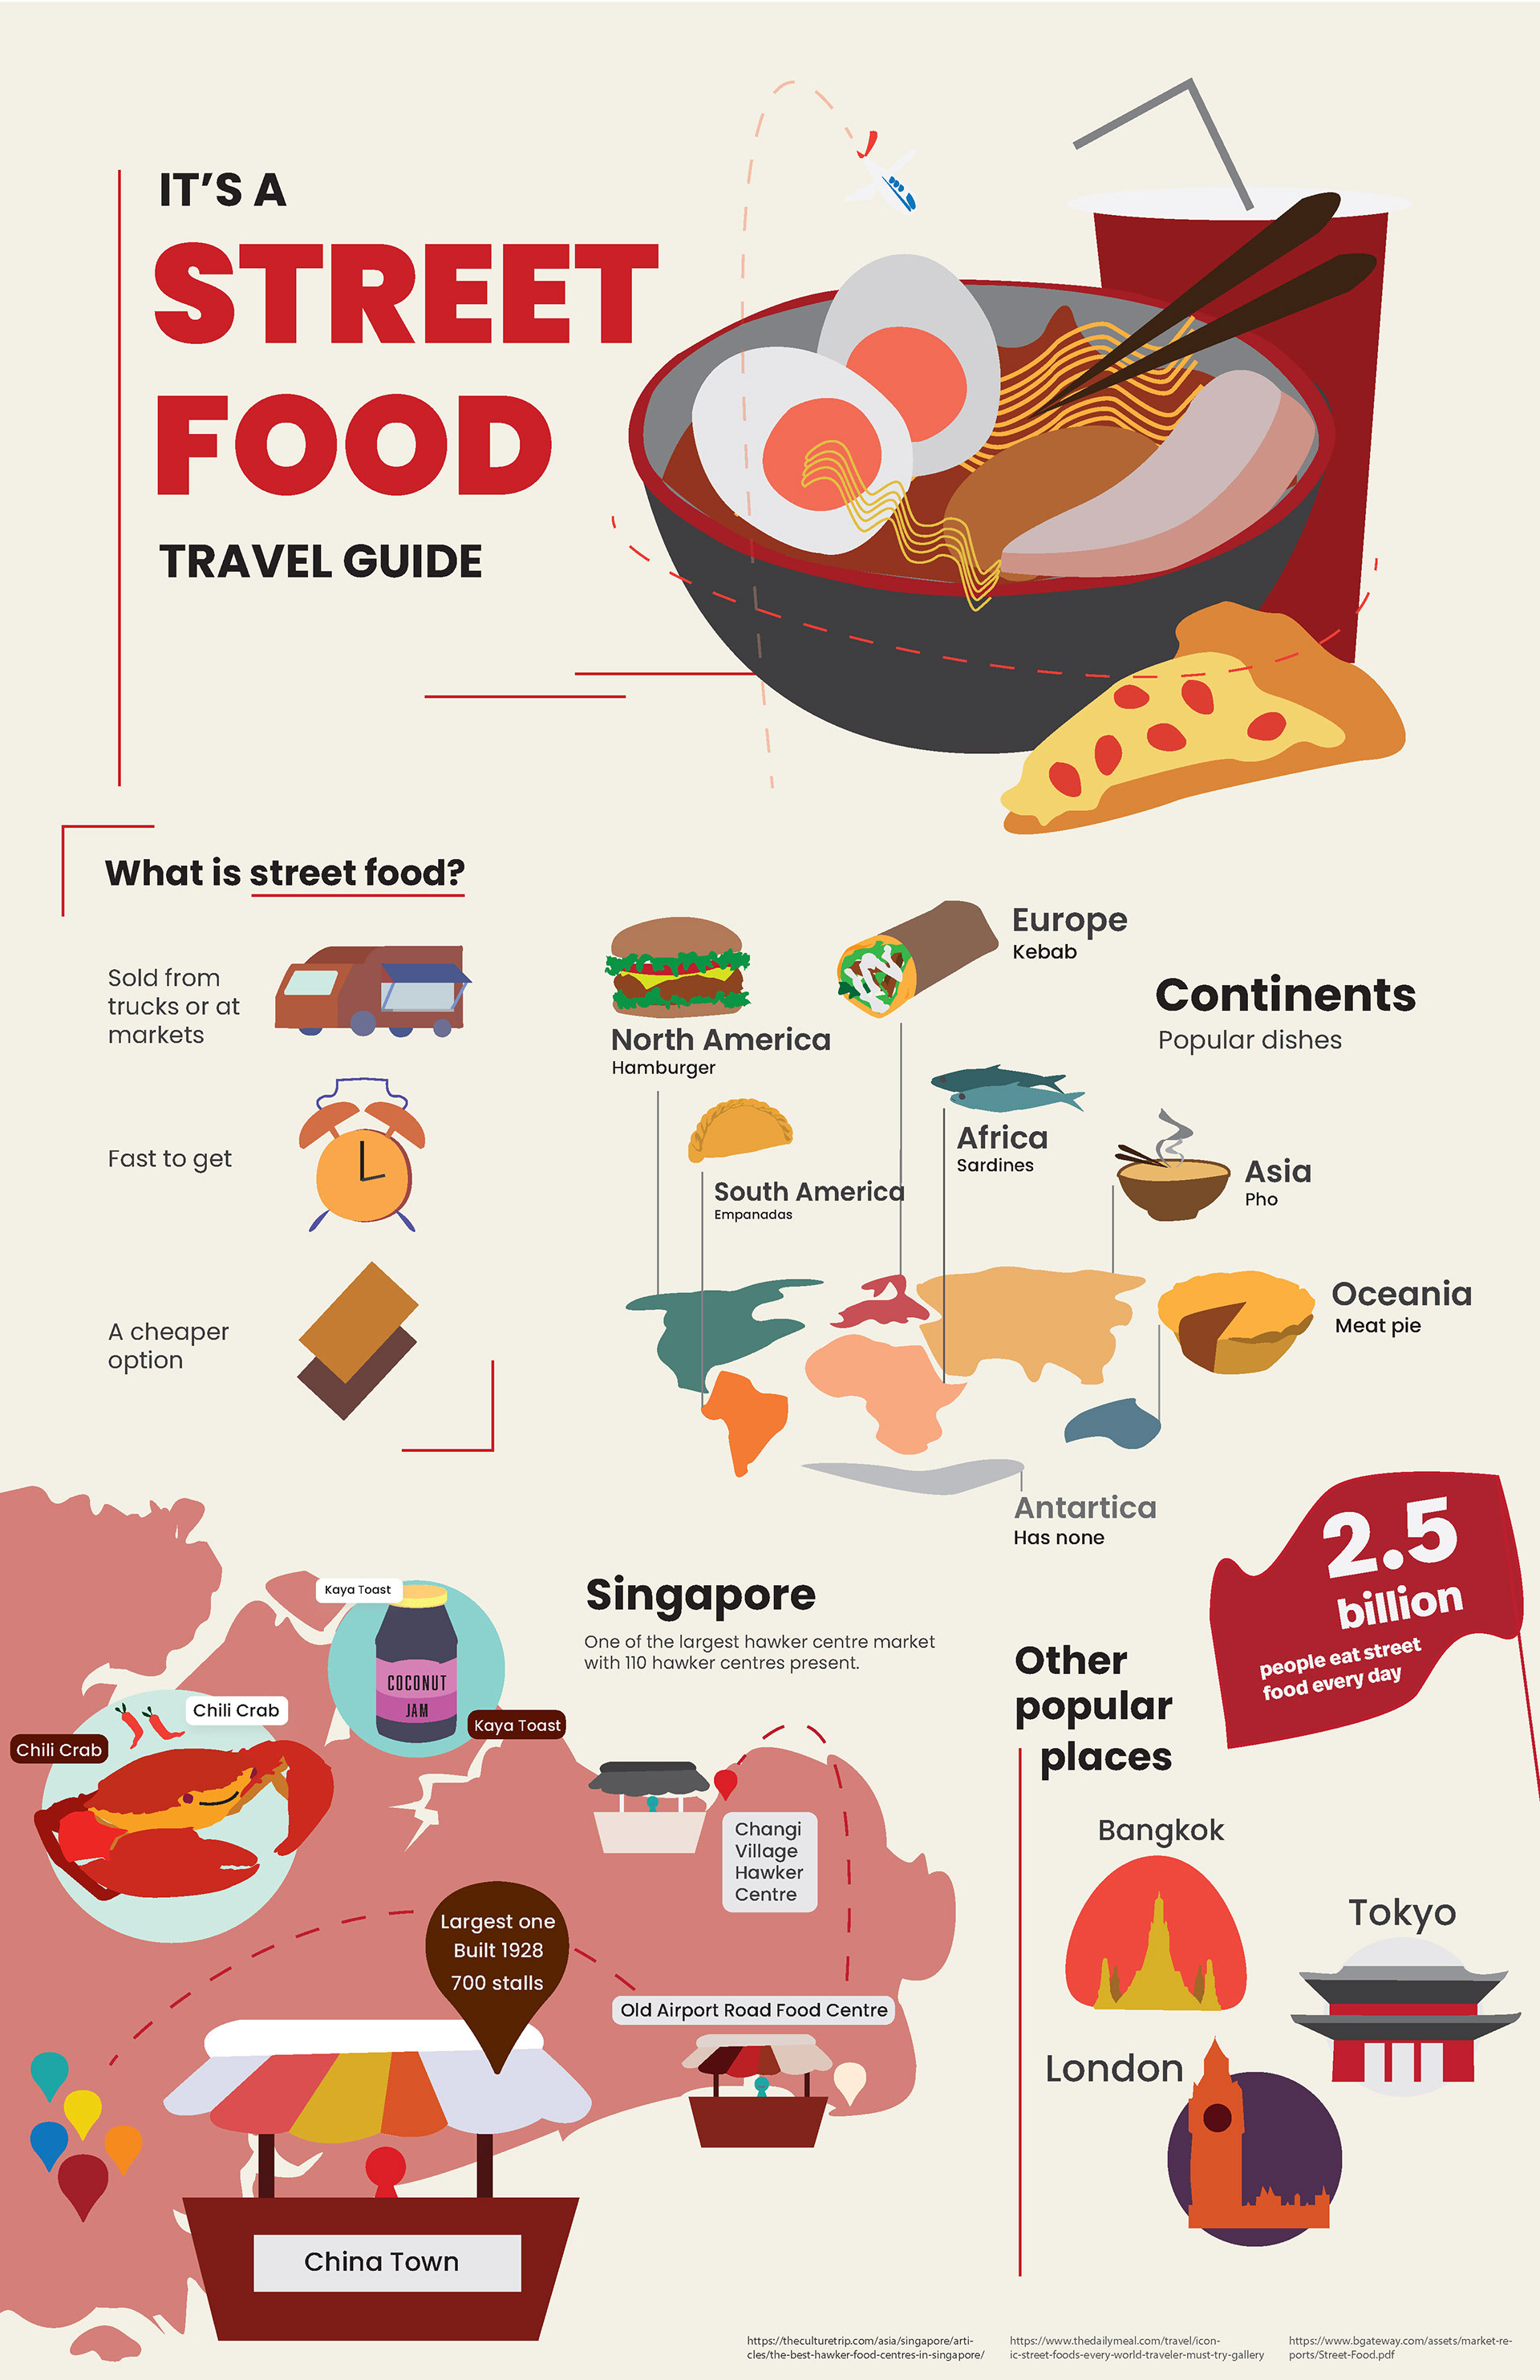 IT'S A
STREET
FOOD
TRAVEL GUIDE
What is street food?
Sold from
trucks or at
markets
Fast to get
A cheaper
option
Europe
Kebab
North America
Hamburger
Continents
Popular dishes
Africa
Sardines
South America
Empanadas
Asia
Pho
Oceania
Meat pie
Antartica
Has none
2.5
billion
people eat street
food every day
Singapore
One of the largest hawker centre market
with 110 hawker centres present.
Kaya Toast
COCONUT
JAM
Kaya Toast
Chili Crab
Chili Crab
Changi
Village
Hawker
Centre
Largest one
Built 1928
700 stalls
Old Airport Road Food Centre
China Town
Other
popular
places
Bangkok
Tokyo
London
https://theculturetrip.com/asia/singapore/arti-
cles/the-best-hawker-food-centres-in-singapore/
https://www.thedailymeal.com/travel/icon-
ic-street-foods-every-world-traveler-must-try-gallery
https://www.bgateway.com/assets/market-re-
ports/Street-Food.pdf